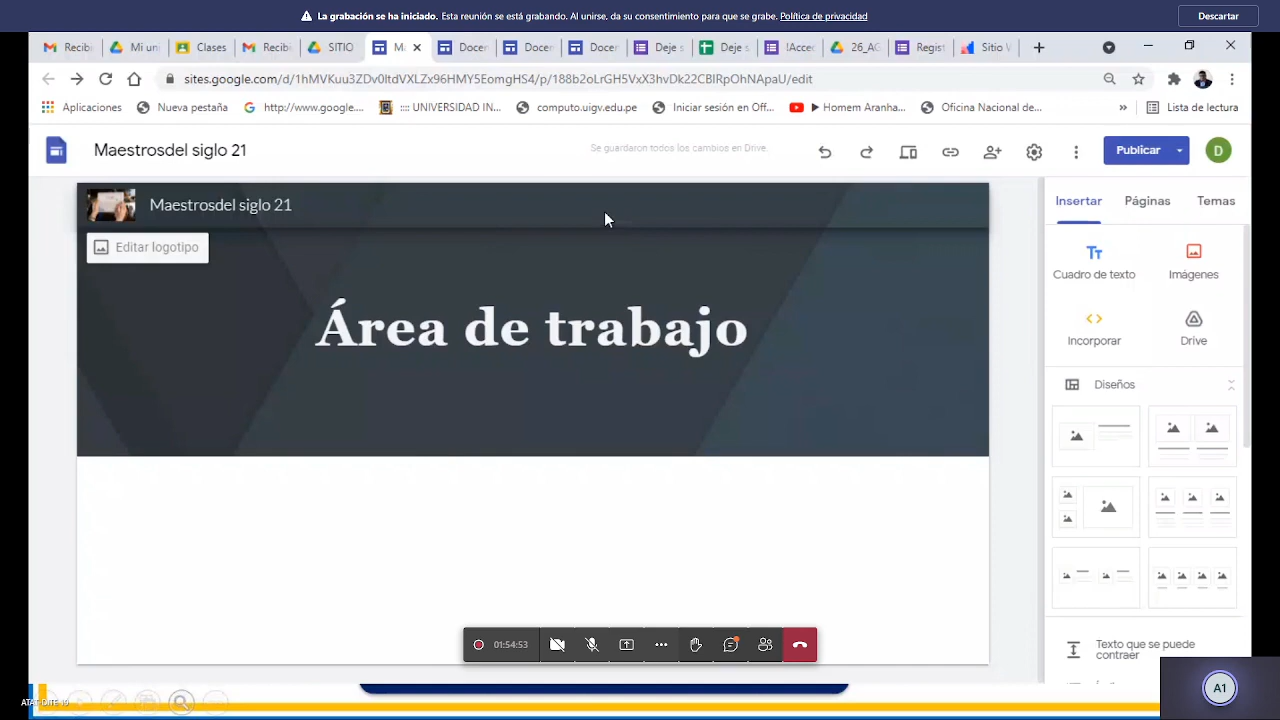 La grabación se ha iniciado. Esta reunión se está grabando. Al unirse, da su consentimiento para que se grabe. Política de privacidad
Descartar
Recib
Mi uni
Clases
Recib
SITIO
Ma
Docen
Docen
Docen
Deje s
Deje s
!Acced
26_AG
Regist
Sitio V
sites.google.com/d/1hMVKuu3ZDv0ltdVXLZx96HMY5EomgHS4/p/188b2oLrGH5VxX3hvDk22CBIRpOhNApaU/edit
Aplicaciones
Nueva pestaña
http://www.google....
:::: UNIVERSIDAD IN...
computo.uigv.edu.pe
Iniciar sesión en Off...
▶ Homem Aranha...
Oficina Nacional de...
»
Lista de lectura
Maestrosdel siglo 21
Se guardaron todos los cambios en Drive.
Publicar
D
Maestrosdel siglo 21
Editar logotipo
Área de trabajo
Insertar
Páginas
Temas
Cuadro de texto
Imágenes
Incorporar
Drive
Diseños
Texto que se puede
contraer
01:54:53
A1